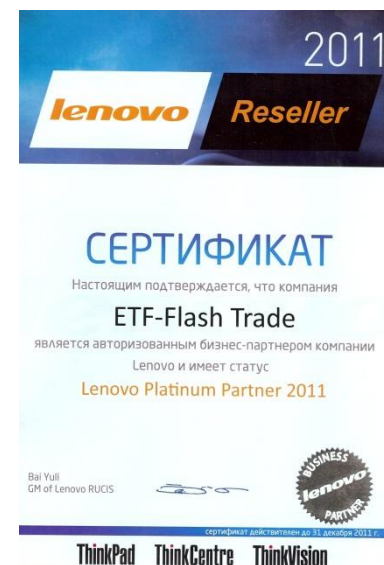 2011
lenovo Reseller
СЕРТИФИКАТ
Настоящим подтверждается, что компания
ETF-Flash Trade
является авторизованным бизнес-партнером компании
Lenovo и имеет статус
Lenovo Platinum Partner 2011
Bai Yuli
GM of Lenovo RUCIS
BUSINESS
lenovo
PARTNER
сертификат действителен до 31 декабря 2011 г.
ThinkPad ThinkCentre ThinkVision